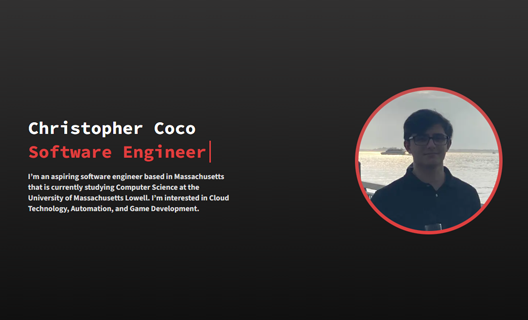 Christopher Coco
Software Engineer
I'm an aspiring software engineer based in Massachusetts
that is currently studying Computer Science at the
University of Massachusetts Lowell. I'm interested in Cloud
Technology, Automation, and Game Development.